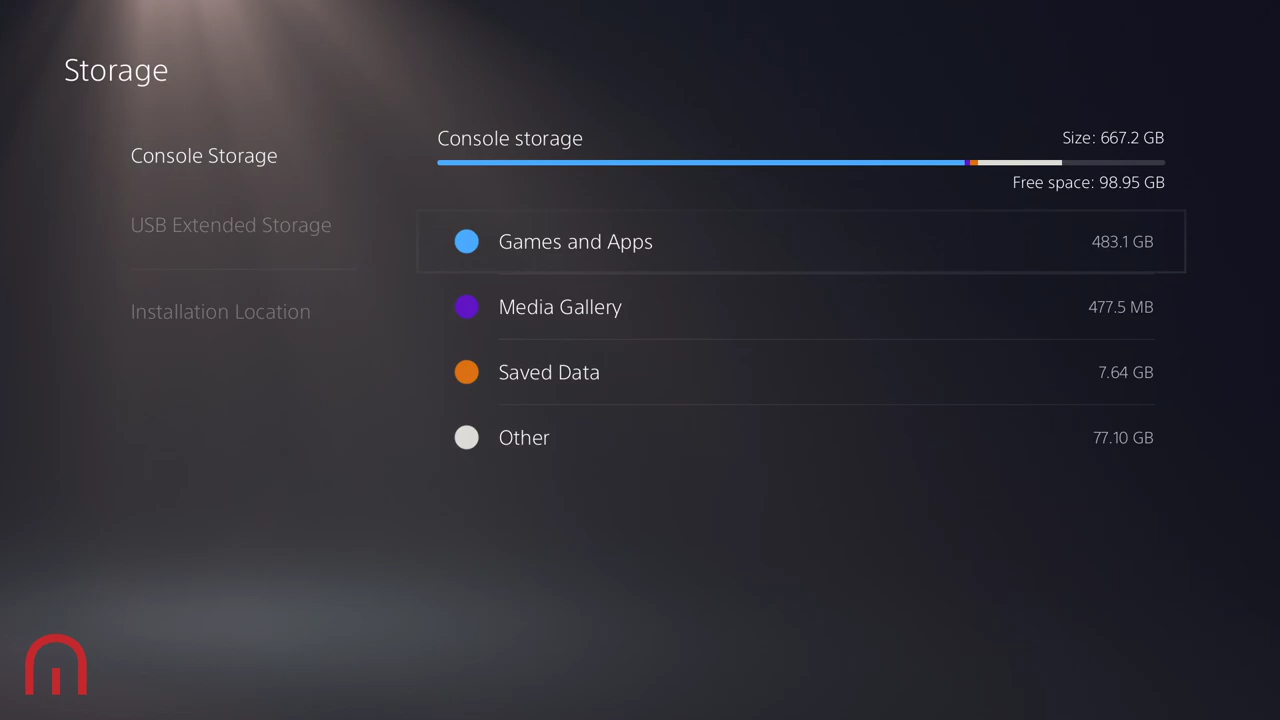 Storage
Console Storage
USB Extended Storage
Installation Location
Console storage
Size: 667.2 GB
Free space: 98.95 GB
Games and Apps 483.1 GB
Media Gallery 477.5 MB
Saved Data 7.64 GB
Other 77.10 GB